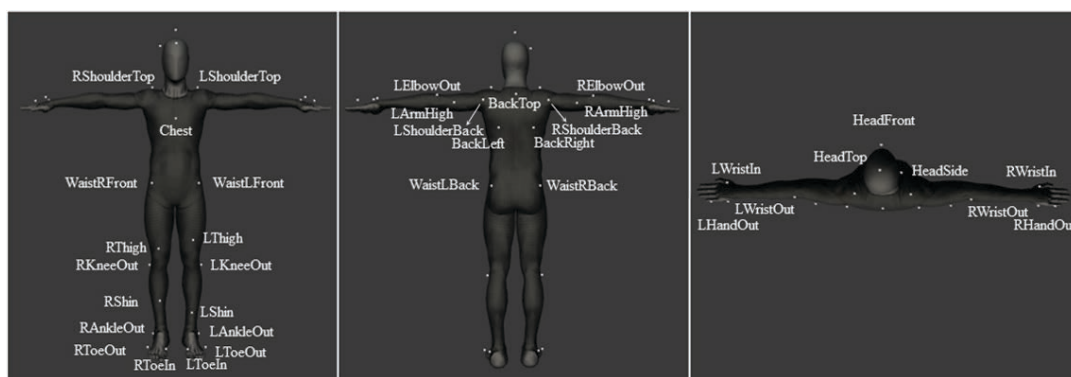 RShoulderTop LShoulderTop
Chest
WaistRFront WaistLFront
LThigh
RThigh
RKneeOut LKneeOut
RShin
LShin
RAnkleOut LAnkleOut
RToeOut LToeOut
RToeIn LToeIn
LElbowOut RElbowOut
BackTop
LArmHigh RArmHigh
LShoulderBack RShoulderBack
BackLeft BackRight
WaistLBack WaistRBack
HeadFront
HeadTop
LWristIn HeadSide RWristIn
LWristOut RWristOut
LHandOut RHandOut